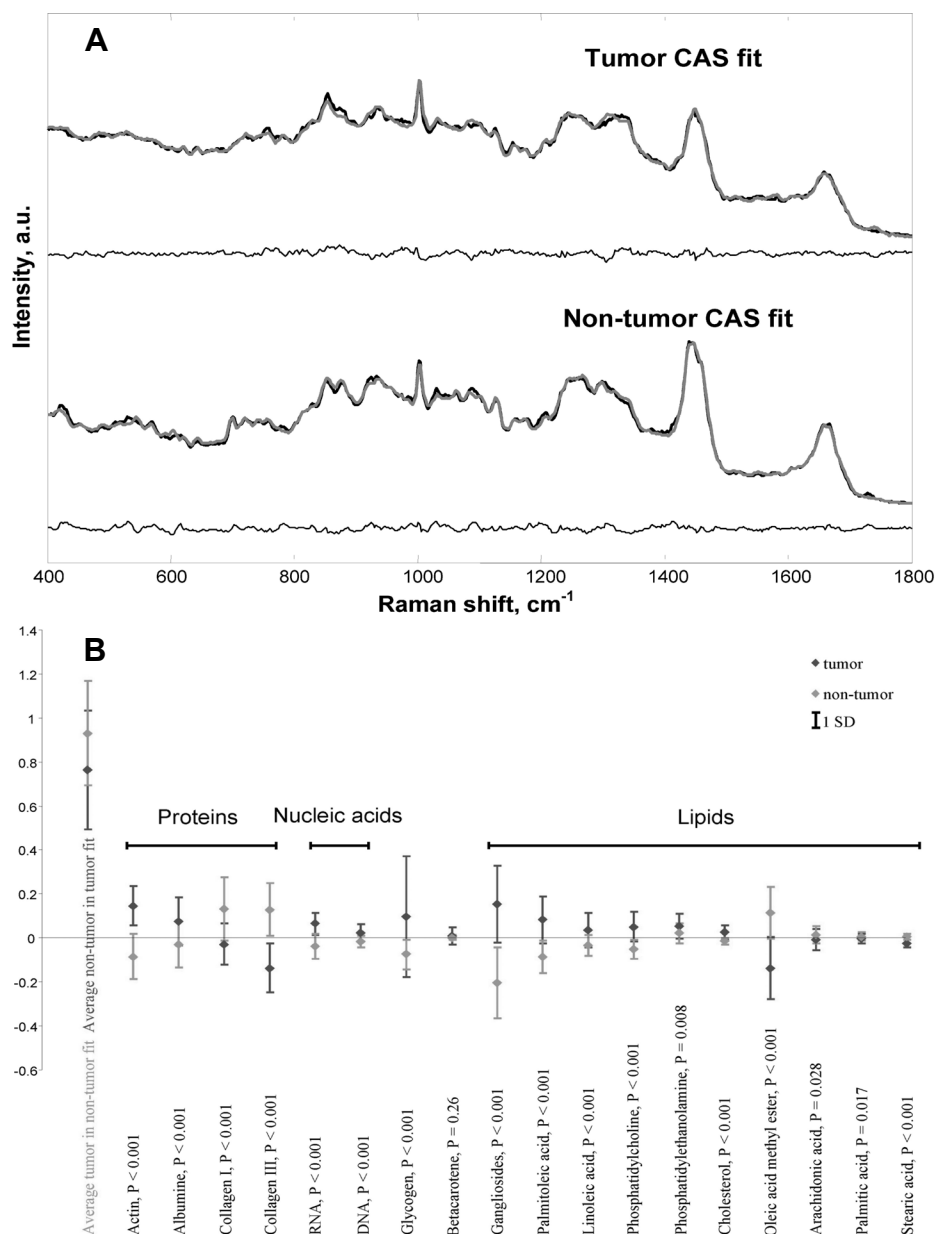 A
Tumor CAS fit
Non-tumor CAS fit
Intensity, a.u.
400
600
800
1000
1200
1400
1600
1800
Raman shift, cm⁻¹
B
1.4
1.2
1
0.8
0.6
0.4
0.2
0
-0.2
-0.4
-0.6
tumor
non-tumor
1 SD
Proteins
Nucleic acids
Lipids
Average tumor in non-tumor fit
Average non-tumor in tumor fit
Actin, P < 0.001
Albumine, P < 0.001
Collagen I, P < 0.001
Collagen III, P < 0.001
RNA, P < 0.001
DNA, P < 0.001
Glycogen, P < 0.001
Betacarotene, P = 0.26
Gangliosides, P < 0.001
Palmitoleic acid, P < 0.001
Linoleic acid, P < 0.001
Phosphatidylcholine, P < 0.001
Phosphatidylethanolamine, P = 0.008
Cholesterol, P < 0.001
Oleic acid methyl ester, P < 0.001
Arachidonic acid, P = 0.028
Palmitic acid, P = 0.017
Stearic acid, P < 0.001